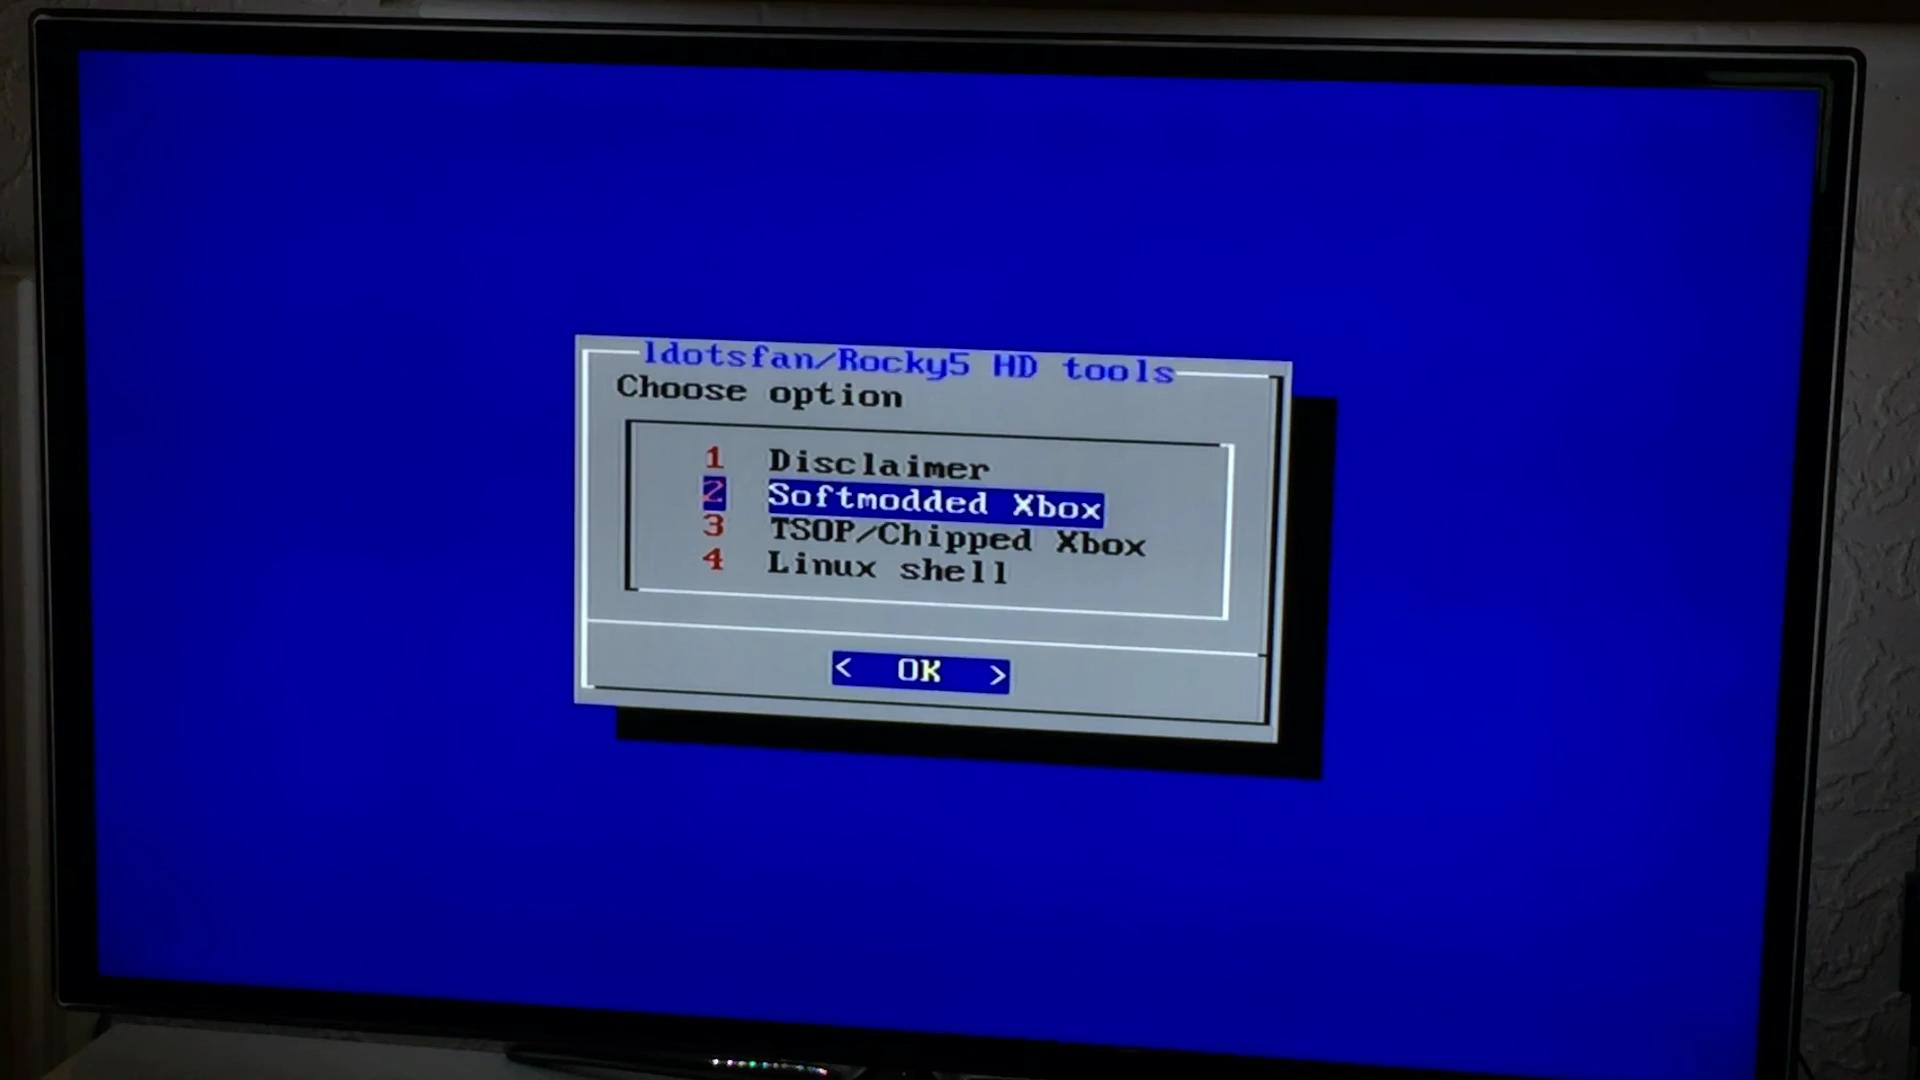 ldotsfan/Rocky5 HD tools
Choose option
1 Disclaimer
2 Softmodded Xbox
3 TSOP/Chipped Xbox
4 Linux shell
< OK >